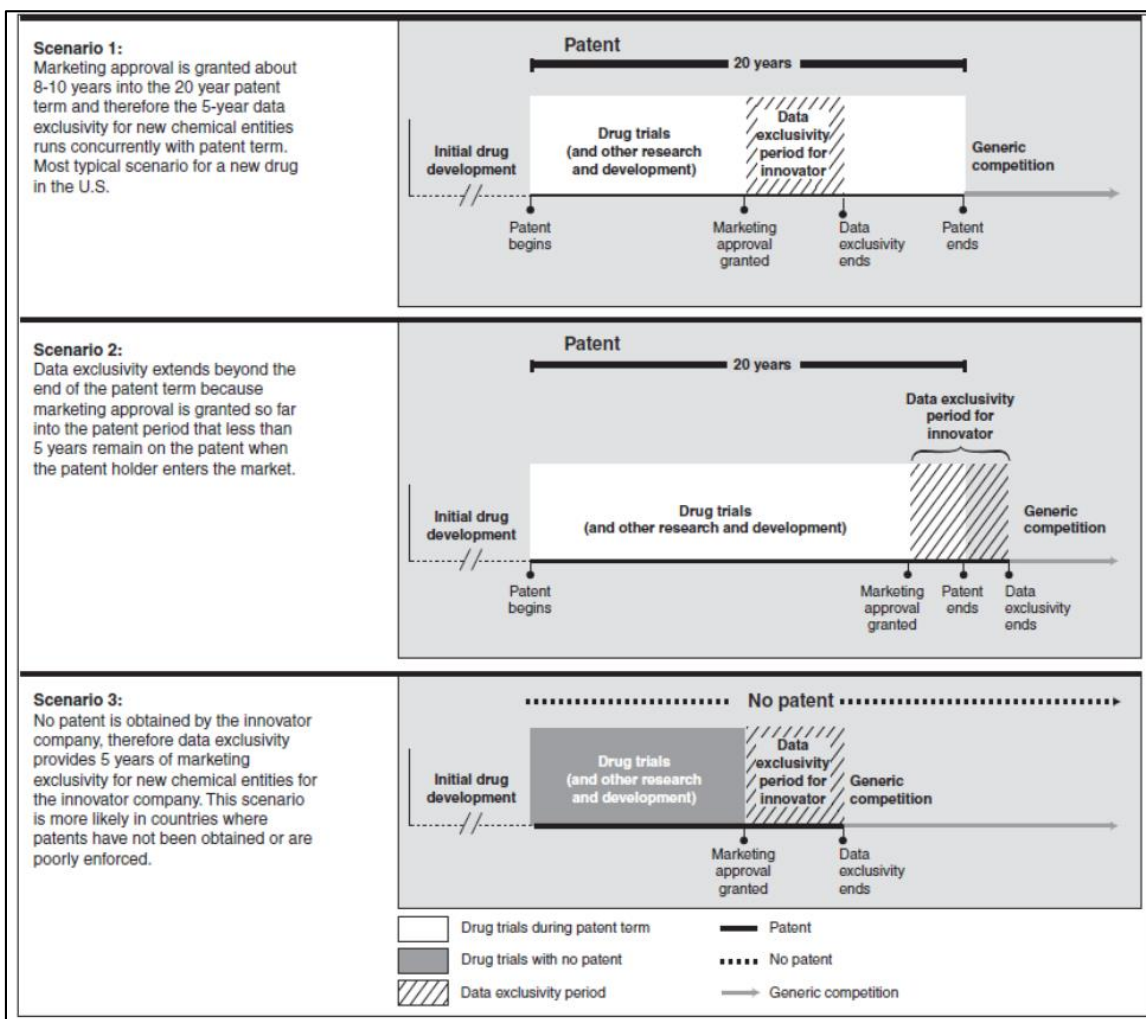 Scenario 1:
Marketing approval is granted about
8-10 years into the 20 year patent
term and therefore the 5-year data
exclusivity for new chemical entities
runs concurrently with patent term.
Most typical scenario for a new drug
in the U.S.
Patent
20 years
Initial drug
development
Drug trials
(and other research
and development)
Data
exclusivity
period for
innovator
Generic
competition
Patent
begins
Marketing
approval
granted
Data
exclusivity
ends
Patent
ends
Scenario 2:
Data exclusivity extends beyond the
end of the patent term because
marketing approval is granted so far
into the patent period that less than
5 years remain on the patent when
the patent holder enters the market.
Patent
20 years
Data exclusivity
period for
innovator
Initial drug
development
Drug trials
(and other research and development)
Generic
competition
Patent
begins
Marketing
approval
granted
Patent
ends
Data
exclusivity
ends
Scenario 3:
No patent is obtained by the innovator
company, therefore data exclusivity
provides 5 years of marketing
exclusivity for new chemical entities for
the innovator company. This scenario
is more likely in countries where
patents have not been obtained or are
poorly enforced.
No patent
Initial drug
development
Drug trials
(and other research
and development)
Data
exclusivity
period for
innovator
Generic
competition
Marketing
approval
granted
Data
exclusivity
ends
Drug trials during patent term
Patent
Drug trials with no patent
No patent
Data exclusivity period
Generic competition